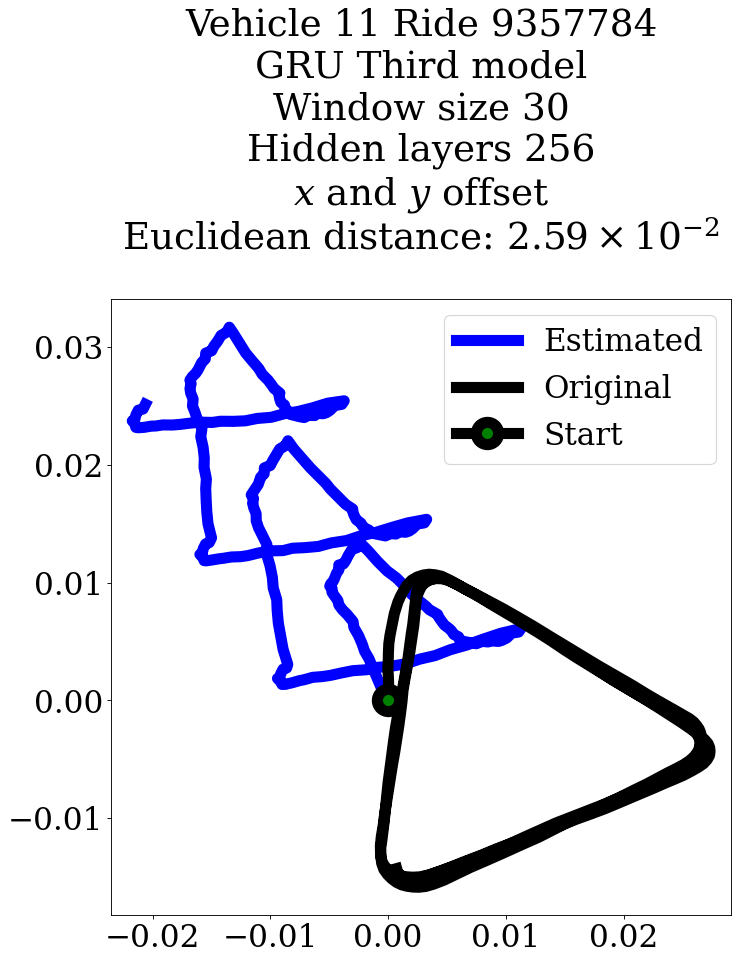 Vehicle 11 Ride 9357784
GRU Third model
Window size 30
Hidden layers 256
x and y offset
Euclidean distance: 2.59 × 10⁻²
Estimated
Original
Start
0.03
0.02
0.01
0.00
−0.01
−0.02 −0.01 0.00 0.01 0.02